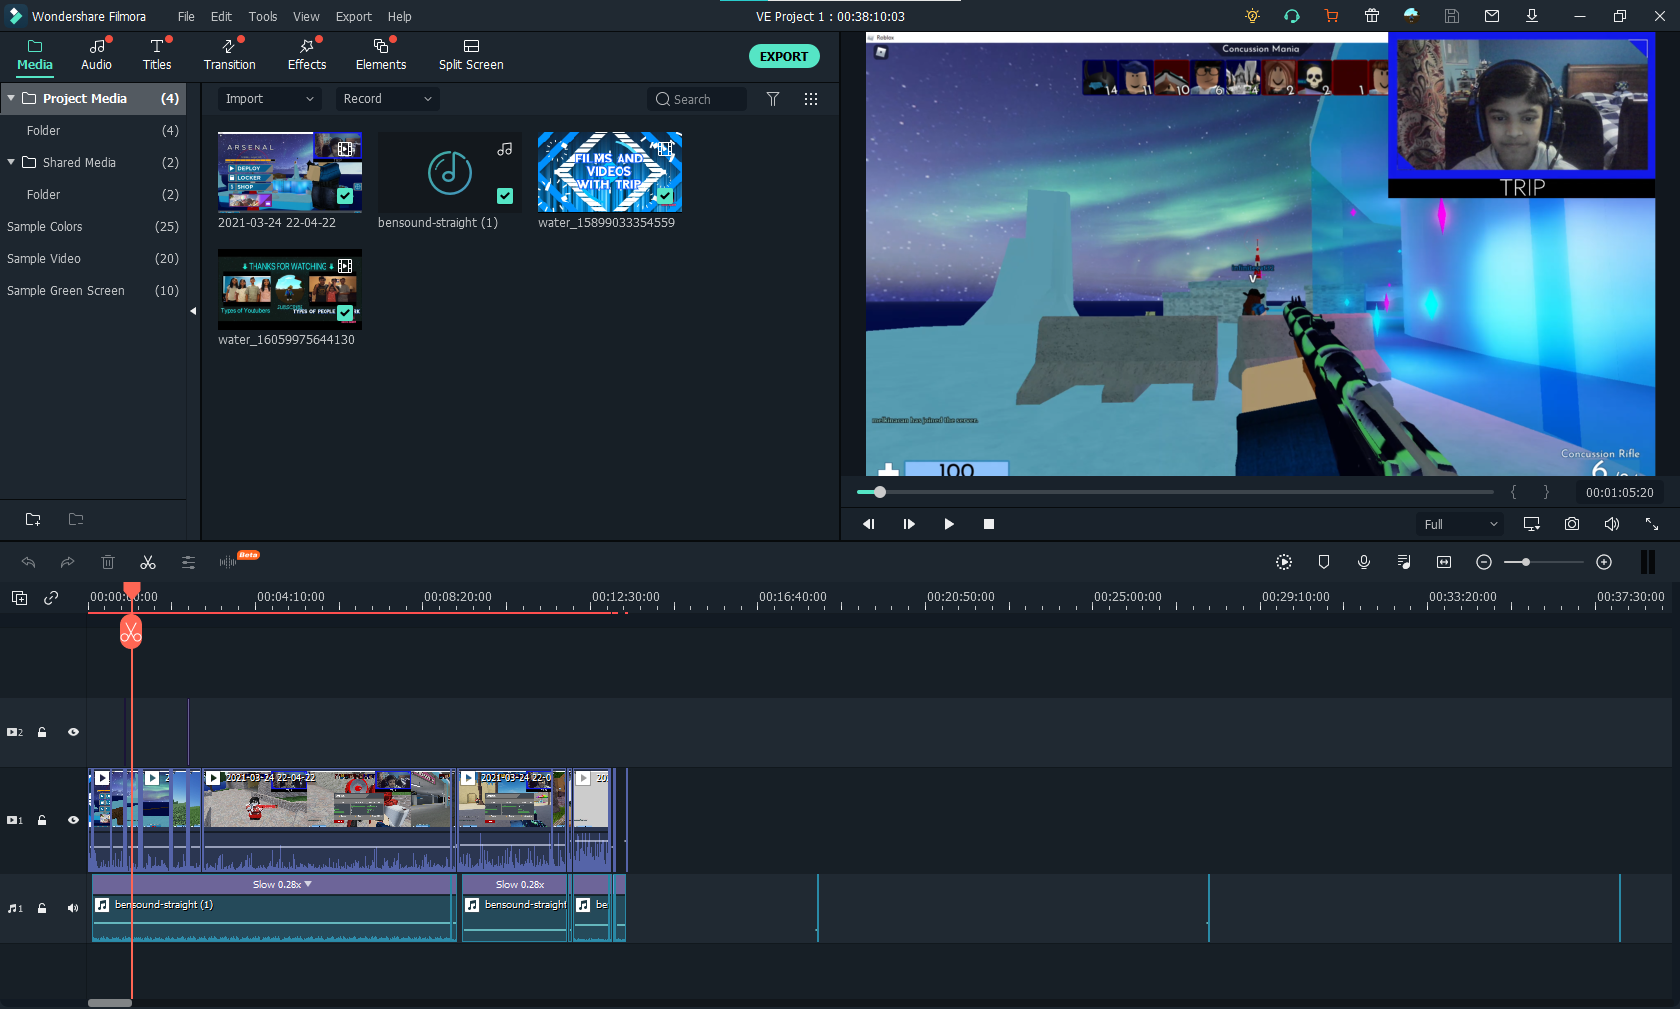 Wondershare Filmora
File Edit Tools View Export Help
VE Project 1 : 00:38:10:03
Media
Audio
Titles
Transition
Effects
Elements
Split Screen
EXPORT
Project Media (4)
Folder (4)
Shared Media (2)
Folder (2)
Sample Colors (25)
Sample Video (20)
Sample Green Screen (10)
Import
Record
Search
ARSENAL
DEPLOY
LOCKER
SHOP
2021-03-24 22-04-22
bensound-straight (1)
FILMS AND
VIDEOS
WITH TRIP
water_15899033354559
THANKS FOR WATCHING
SUBSCRIBE
Types of Youtubers
water_16059975644130
Roblox
Concussion Mania
14 11 10 6 4 2 2 1
TRIP
V
melkinacan has joined the server.
100
Concussion Rifle
6
{ }
00:01:05:20
Full
Beta
00:00:00:00
00:04:10:00
00:08:20:00
00:12:30:00
00:16:40:00
00:20:50:00
00:25:00:00
00:29:10:00
00:33:20:00
00:37:30:00
2
1
2
2021-03-24 22-04-22
2021-03-24 22-0
20
1
Slow 0.28x
Slow 0.28x
bensound-straight (1)
bensound-straight
be